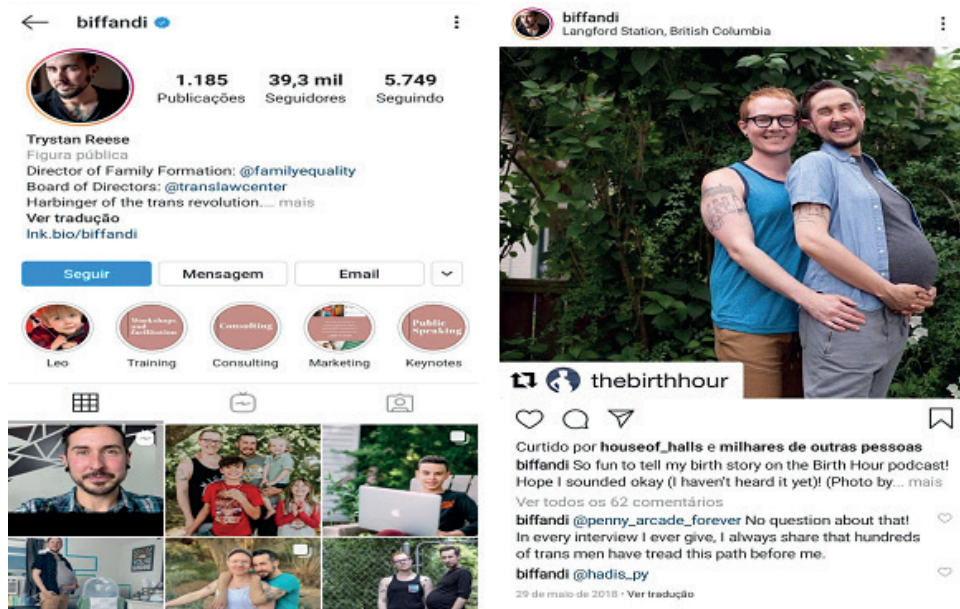 biffandi
1.185
39,3 mil
5.749
Publicações
Seguidores
Seguindo
Trystan Reese
Figura pública
Director of Family Formation: @familyequality
Board of Directors: @translawcenter
Harbinger of the trans revolution.... mais
Ver tradução
lnk.bio/biffandi
Seguir
Mensagem
Email
Workshops
and
facilitation
Consulting
Public
Speaking
Leo
Training
Consulting
Marketing
Keynotes
biffandi
Langford Station, British Columbia
thebirthhour
Curtido por houseof_halls e milhares de outras pessoas
biffandi So fun to tell my birth story on the Birth Hour podcast!
Hope I sounded okay (I haven't heard it yet)! (Photo by... mais
Ver todos os 62 comentários
biffandi @penny_arcade_forever No question about that!
In every interview I ever give, I always share that hundreds
of trans men have tread this path before me.
biffandi @hadis_py
29 de maio de 2018 • Ver tradução